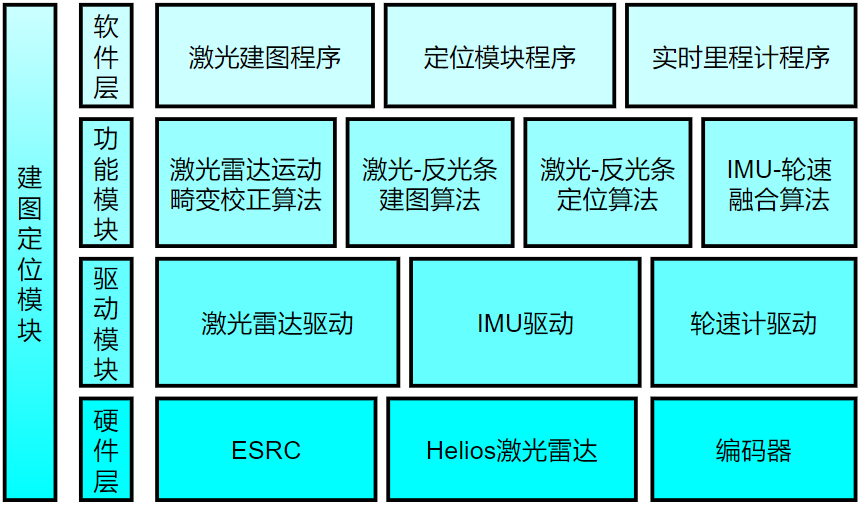 建图定位模块
软件层
激光建图程序
定位模块程序
实时里程计程序
功能模块
激光雷达运动
畸变校正算法
激光-反光条
建图算法
激光-反光条
定位算法
IMU-轮速
融合算法
驱动模块
激光雷达驱动
IMU驱动
轮速计驱动
硬件层
ESRC
Helios激光雷达
编码器